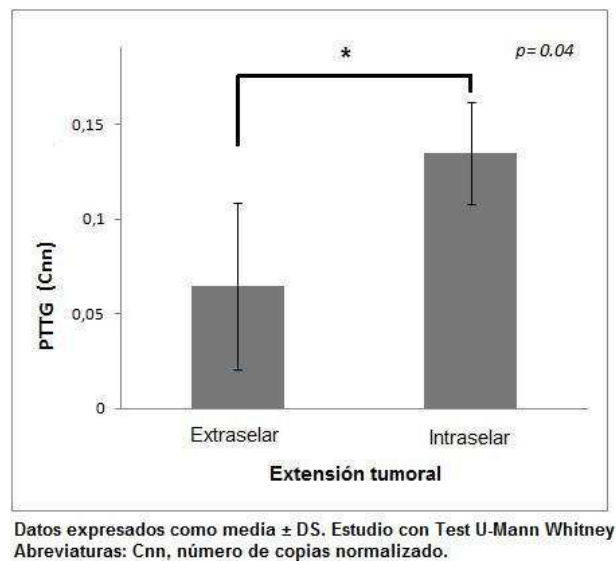 *
p= 0.04
0,15
0,1
0,05
0
PTTG (Cnn)
Extraselar
Intraselar
Extensión tumoral
Datos expresados como media ± DS. Estudio con Test U-Mann Whitney
Abreviaturas: Cnn, número de copias normalizado.